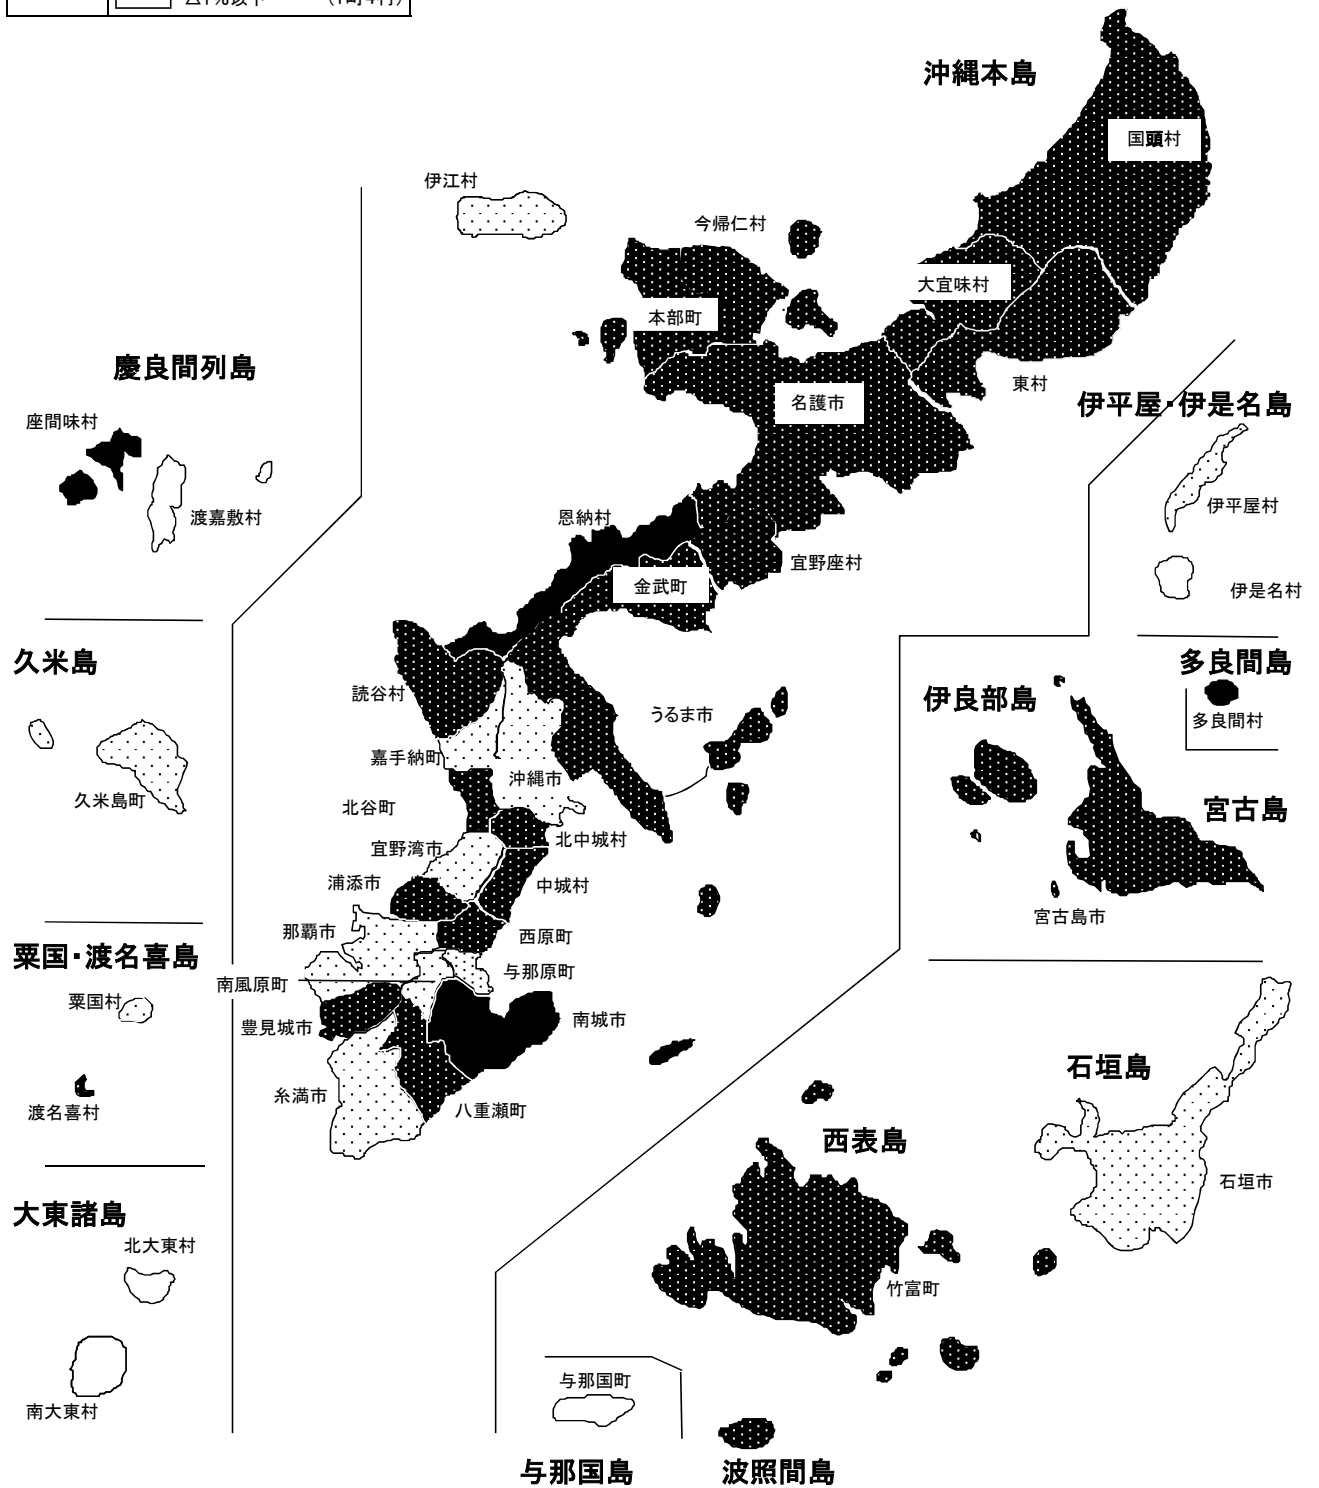 (1町4村)
沖縄本島
国頭村
伊江村
今帰仁村
大宜味村
本部町
慶良間列島
東村
名護市
伊平屋・伊是名島
座間味村
伊平屋村
渡嘉敷村
恩納村
宜野座村
金武町
伊是名村
久米島
多良間島
伊良部島
読谷村
うるま市
多良間村
嘉手納町
沖縄市
久米島町
北谷町
宮古島
北中城村
宜野湾市
浦添市
中城村
宮古島市
那覇市
西原町
粟国・渡名喜島
与那原町
南風原町
粟国村
南城市
豊見城市
石垣島
糸満市
渡名喜村
八重瀬町
西表島
石垣市
大東諸島
北大東村
竹富町
与那国町
南大東村
与那国島
波照間島